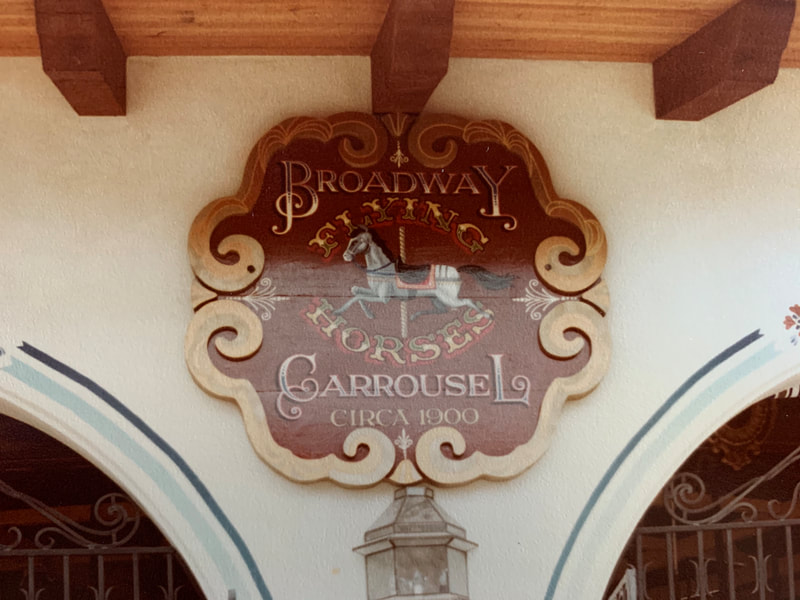 BROADWAY
FLYING
HORSES
CARROUSEL
CIRCA 1900